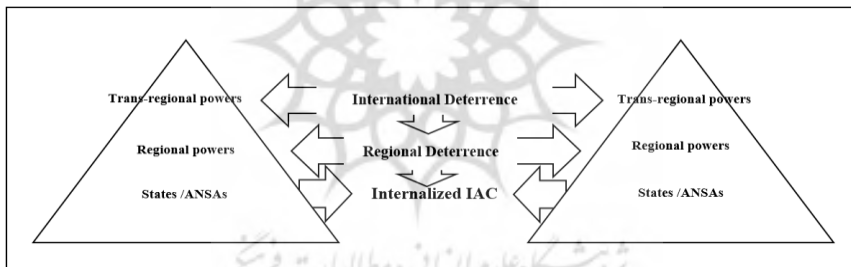 Trans-regional powers International Deterrence Trans-regional powers
Regional powers Regional Deterrence Regional powers
States /ANSAs Internalized IAC States /ANSAs